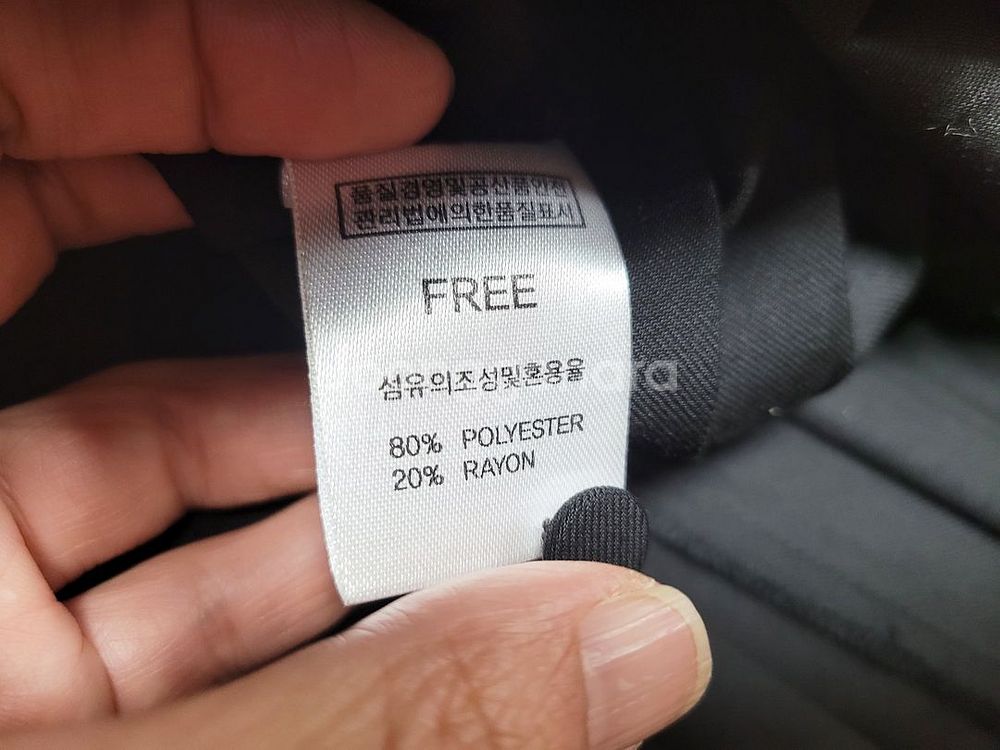 품질경영및공산품안전
관리법에의한품질표시
FREE
섬유의조성및혼용율
80% POLYESTER
20% RAYON